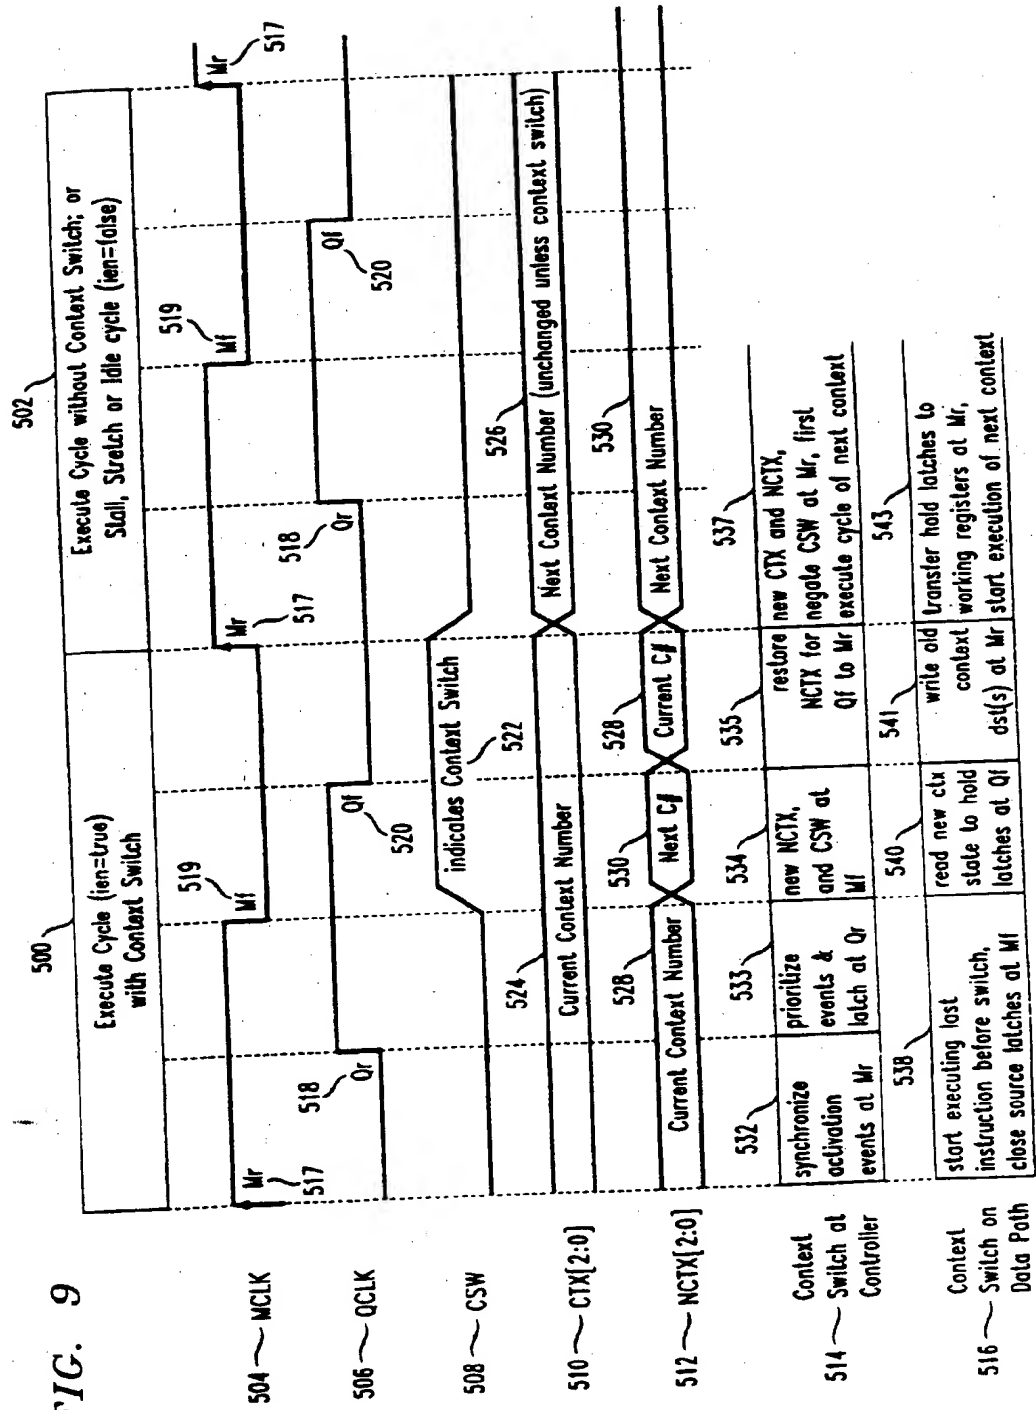 FIG. 9
500
Execute Cycle (ien=true)
with Context Switch
502
Execute Cycle without Context Switch; or
Stall, Stretch or Idle cycle (ien=false)
504 MCLK
Mr
517
519
Mf
Mr
517
519
Mf
Mr
517
506 QCLK
518
Qr
Qf
520
518
Qr
Qf
520
508 CSW
indicates Context Switch
522
510 CTX[2:0]
524
Current Context Number
526
Next Context Number (unchanged unless context switch)
512 NCTX[2:0]
528
Current Context Number
530
Next C#
528
Current C#
530
Next Context Number
Context
514 Switch at
Controller
532
synchronize
activation
events at Mr
533
prioritize
events &
latch at Qr
534
new NCTX,
and CSW at
Mf
535
restore
NCTX for
Qf to Mr
537
new CTX and NCTX,
negate CSW at Mr, first
execute cycle of next context
Context
516 Switch on
Data Path
538
start executing last
instruction before switch,
close source latches at Mf
540
read new ctx
state to hold
latches at Qf
541
write old
context
dst(s) at Mr
543
transfer hold latches to
working registers at Mr,
start execution of next context